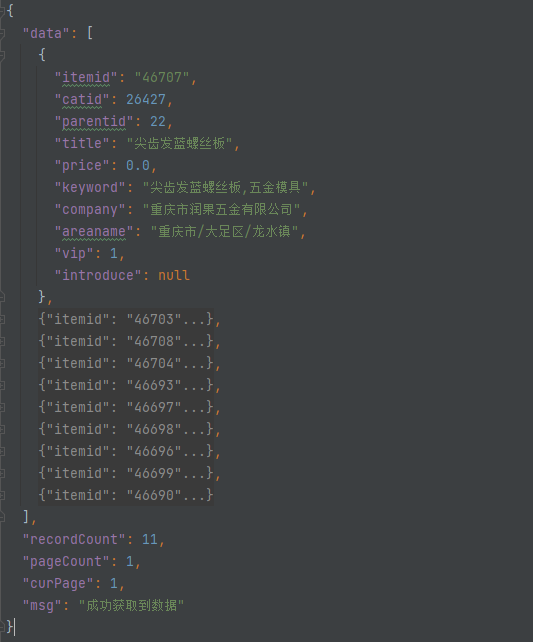 {
"data": [
{
"itemid": "46707",
"catid": 26427,
"parentid": 22,
"title": "尖齿发蓝螺丝板",
"price": 0.0,
"keyword": "尖齿发蓝螺丝板,五金模具",
"company": "重庆市润果五金有限公司",
"areaname": "重庆市/大足区/龙水镇",
"vip": 1,
"introduce": null
},
{"itemid": "46703"...},
{"itemid": "46708"...},
{"itemid": "46704"...},
{"itemid": "46693"...},
{"itemid": "46697"...},
{"itemid": "46698"...},
{"itemid": "46696"...},
{"itemid": "46699"...},
{"itemid": "46690"...}
],
"recordCount": 11,
"pageCount": 1,
"curPage": 1,
"msg": "成功获取到数据"
}